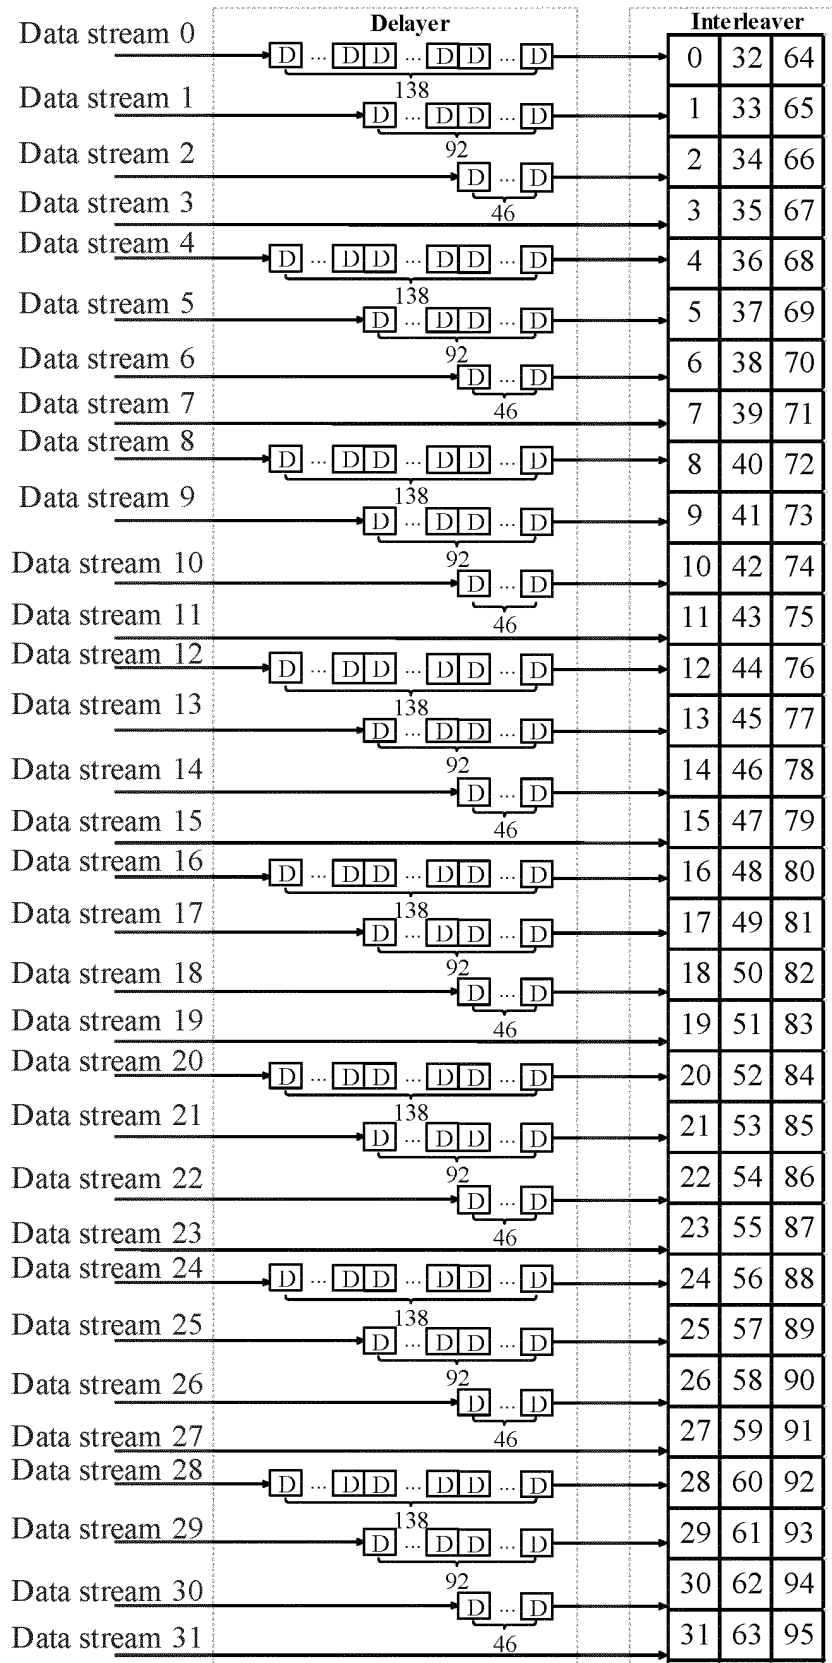 Delayer Interleaver
Data stream 0 D ... D D ... D D ... D 0 32 64
138
Data stream 1 D ... D D ... D 1 33 65
92
Data stream 2 D ... D 2 34 66
46
Data stream 3 3 35 67
Data stream 4 D ... D D ... D D ... D 4 36 68
138
Data stream 5 D ... D D ... D 5 37 69
92
Data stream 6 D ... D 6 38 70
46
Data stream 7 7 39 71
Data stream 8 D ... D D ... D D ... D 8 40 72
138
Data stream 9 D ... D D ... D 9 41 73
92
Data stream 10 D ... D 10 42 74
46
Data stream 11 11 43 75
Data stream 12 D ... D D ... D D ... D 12 44 76
138
Data stream 13 D ... D D ... D 13 45 77
92
Data stream 14 D ... D 14 46 78
46
Data stream 15 15 47 79
Data stream 16 D ... D D ... D D ... D 16 48 80
138
Data stream 17 D ... D D ... D 17 49 81
92
Data stream 18 D ... D 18 50 82
46
Data stream 19 19 51 83
Data stream 20 D ... D D ... D D ... D 20 52 84
138
Data stream 21 D ... D D ... D 21 53 85
92
Data stream 22 D ... D 22 54 86
46
Data stream 23 23 55 87
Data stream 24 D ... D D ... D D ... D 24 56 88
138
Data stream 25 D ... D D ... D 25 57 89
92
Data stream 26 D ... D 26 58 90
46
Data stream 27 27 59 91
Data stream 28 D ... D D ... D D ... D 28 60 92
138
Data stream 29 D ... D D ... D 29 61 93
92
Data stream 30 D ... D 30 62 94
46
Data stream 31 31 63 95